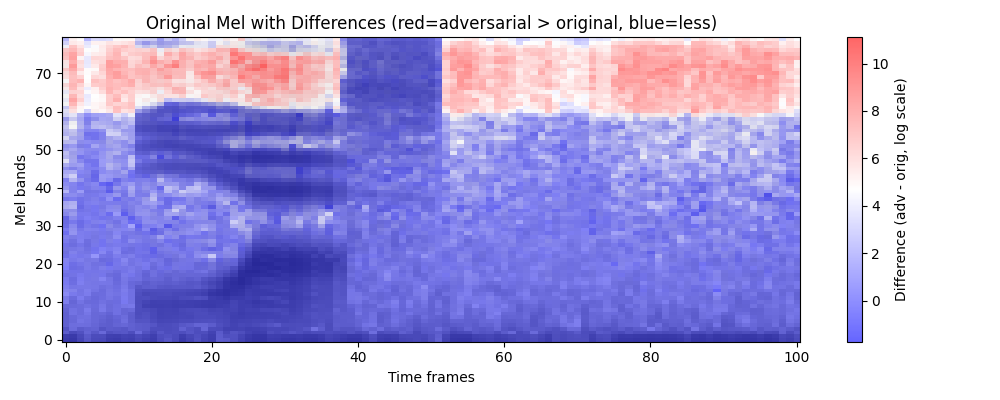 Original Mel with Differences (red=adversarial > original, blue=less)
Mel bands
70
60
50
40
30
20
10
0
0 20 40 60 80 100
Time frames
10
8
6
4
2
0
Difference (adv - orig, log scale)